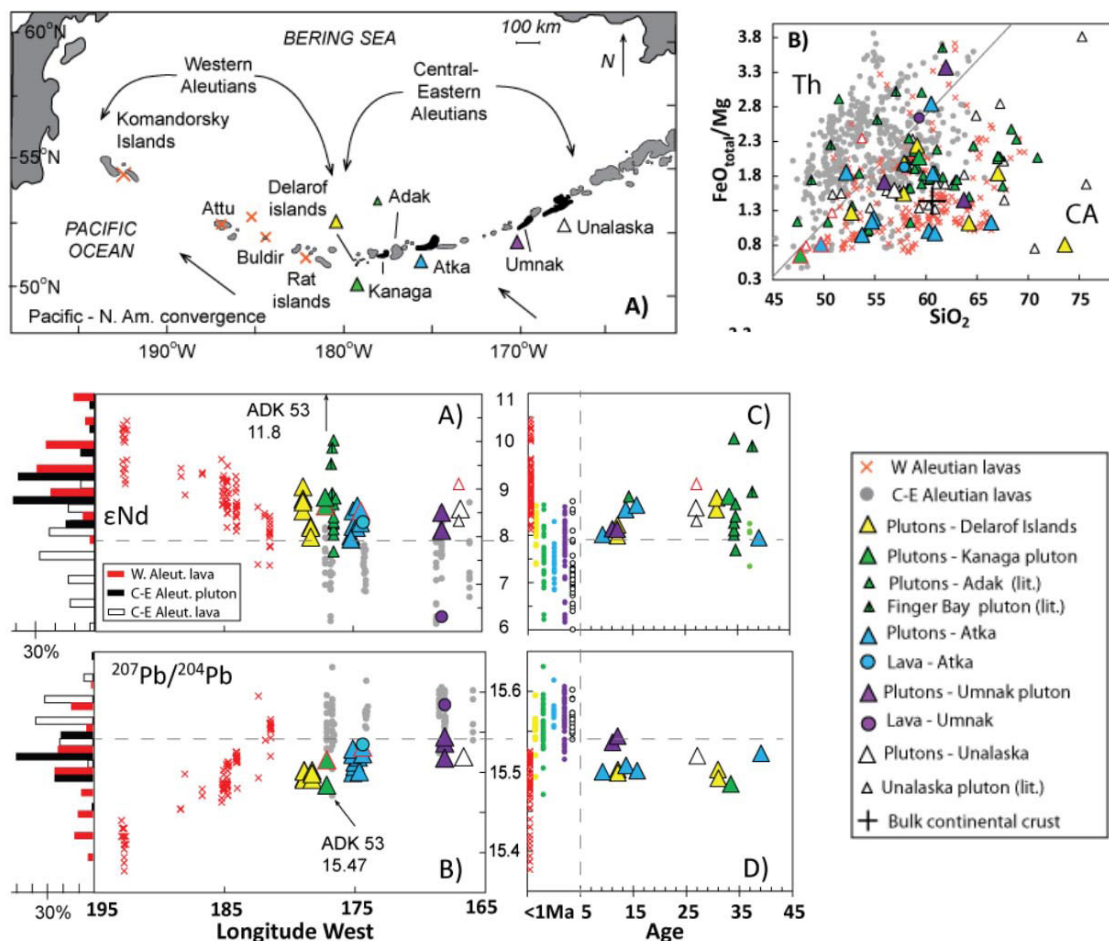 60°N
55°N
50°N
BERING SEA
100 km
N
Western
Aleutians
Central-
Eastern
Aleutians
Komandorsky
Islands
Delarof
islands
Adak
Attu
Unalaska
PACIFIC
OCEAN
Buldir
Rat
islands
Kanaga
Atka
Umnak
Pacific - N. Am. convergence
A)
190°W
180°W
170°W
B)
Th
CA
FeO total/Mg
3.8
3.3
2.8
2.3
1.8
1.3
0.8
0.3
45 55 65 75
SiO2
A)
ADK 53
11.8
εNd
W. Aleut. lava
C-E Aleut. pluton
C-E Aleut. lava
30%
C)
11
10
9
8
7
6
207Pb/204Pb
ADK 53
15.47
B)
30%
195 185 175 165
Longitude West
D)
15.6
15.5
15.4
<1Ma 5 15 25 35 45
Age
W Aleutian lavas
C-E Aleutian lavas
Plutons - Delarof Islands
Plutons - Kanaga pluton
Plutons - Adak (lit.)
Finger Bay pluton (lit.)
Plutons - Atka
Lava - Atka
Plutons - Umnak pluton
Lava - Umnak
Plutons - Unalaska
Unalaska pluton (lit.)
Bulk continental crust